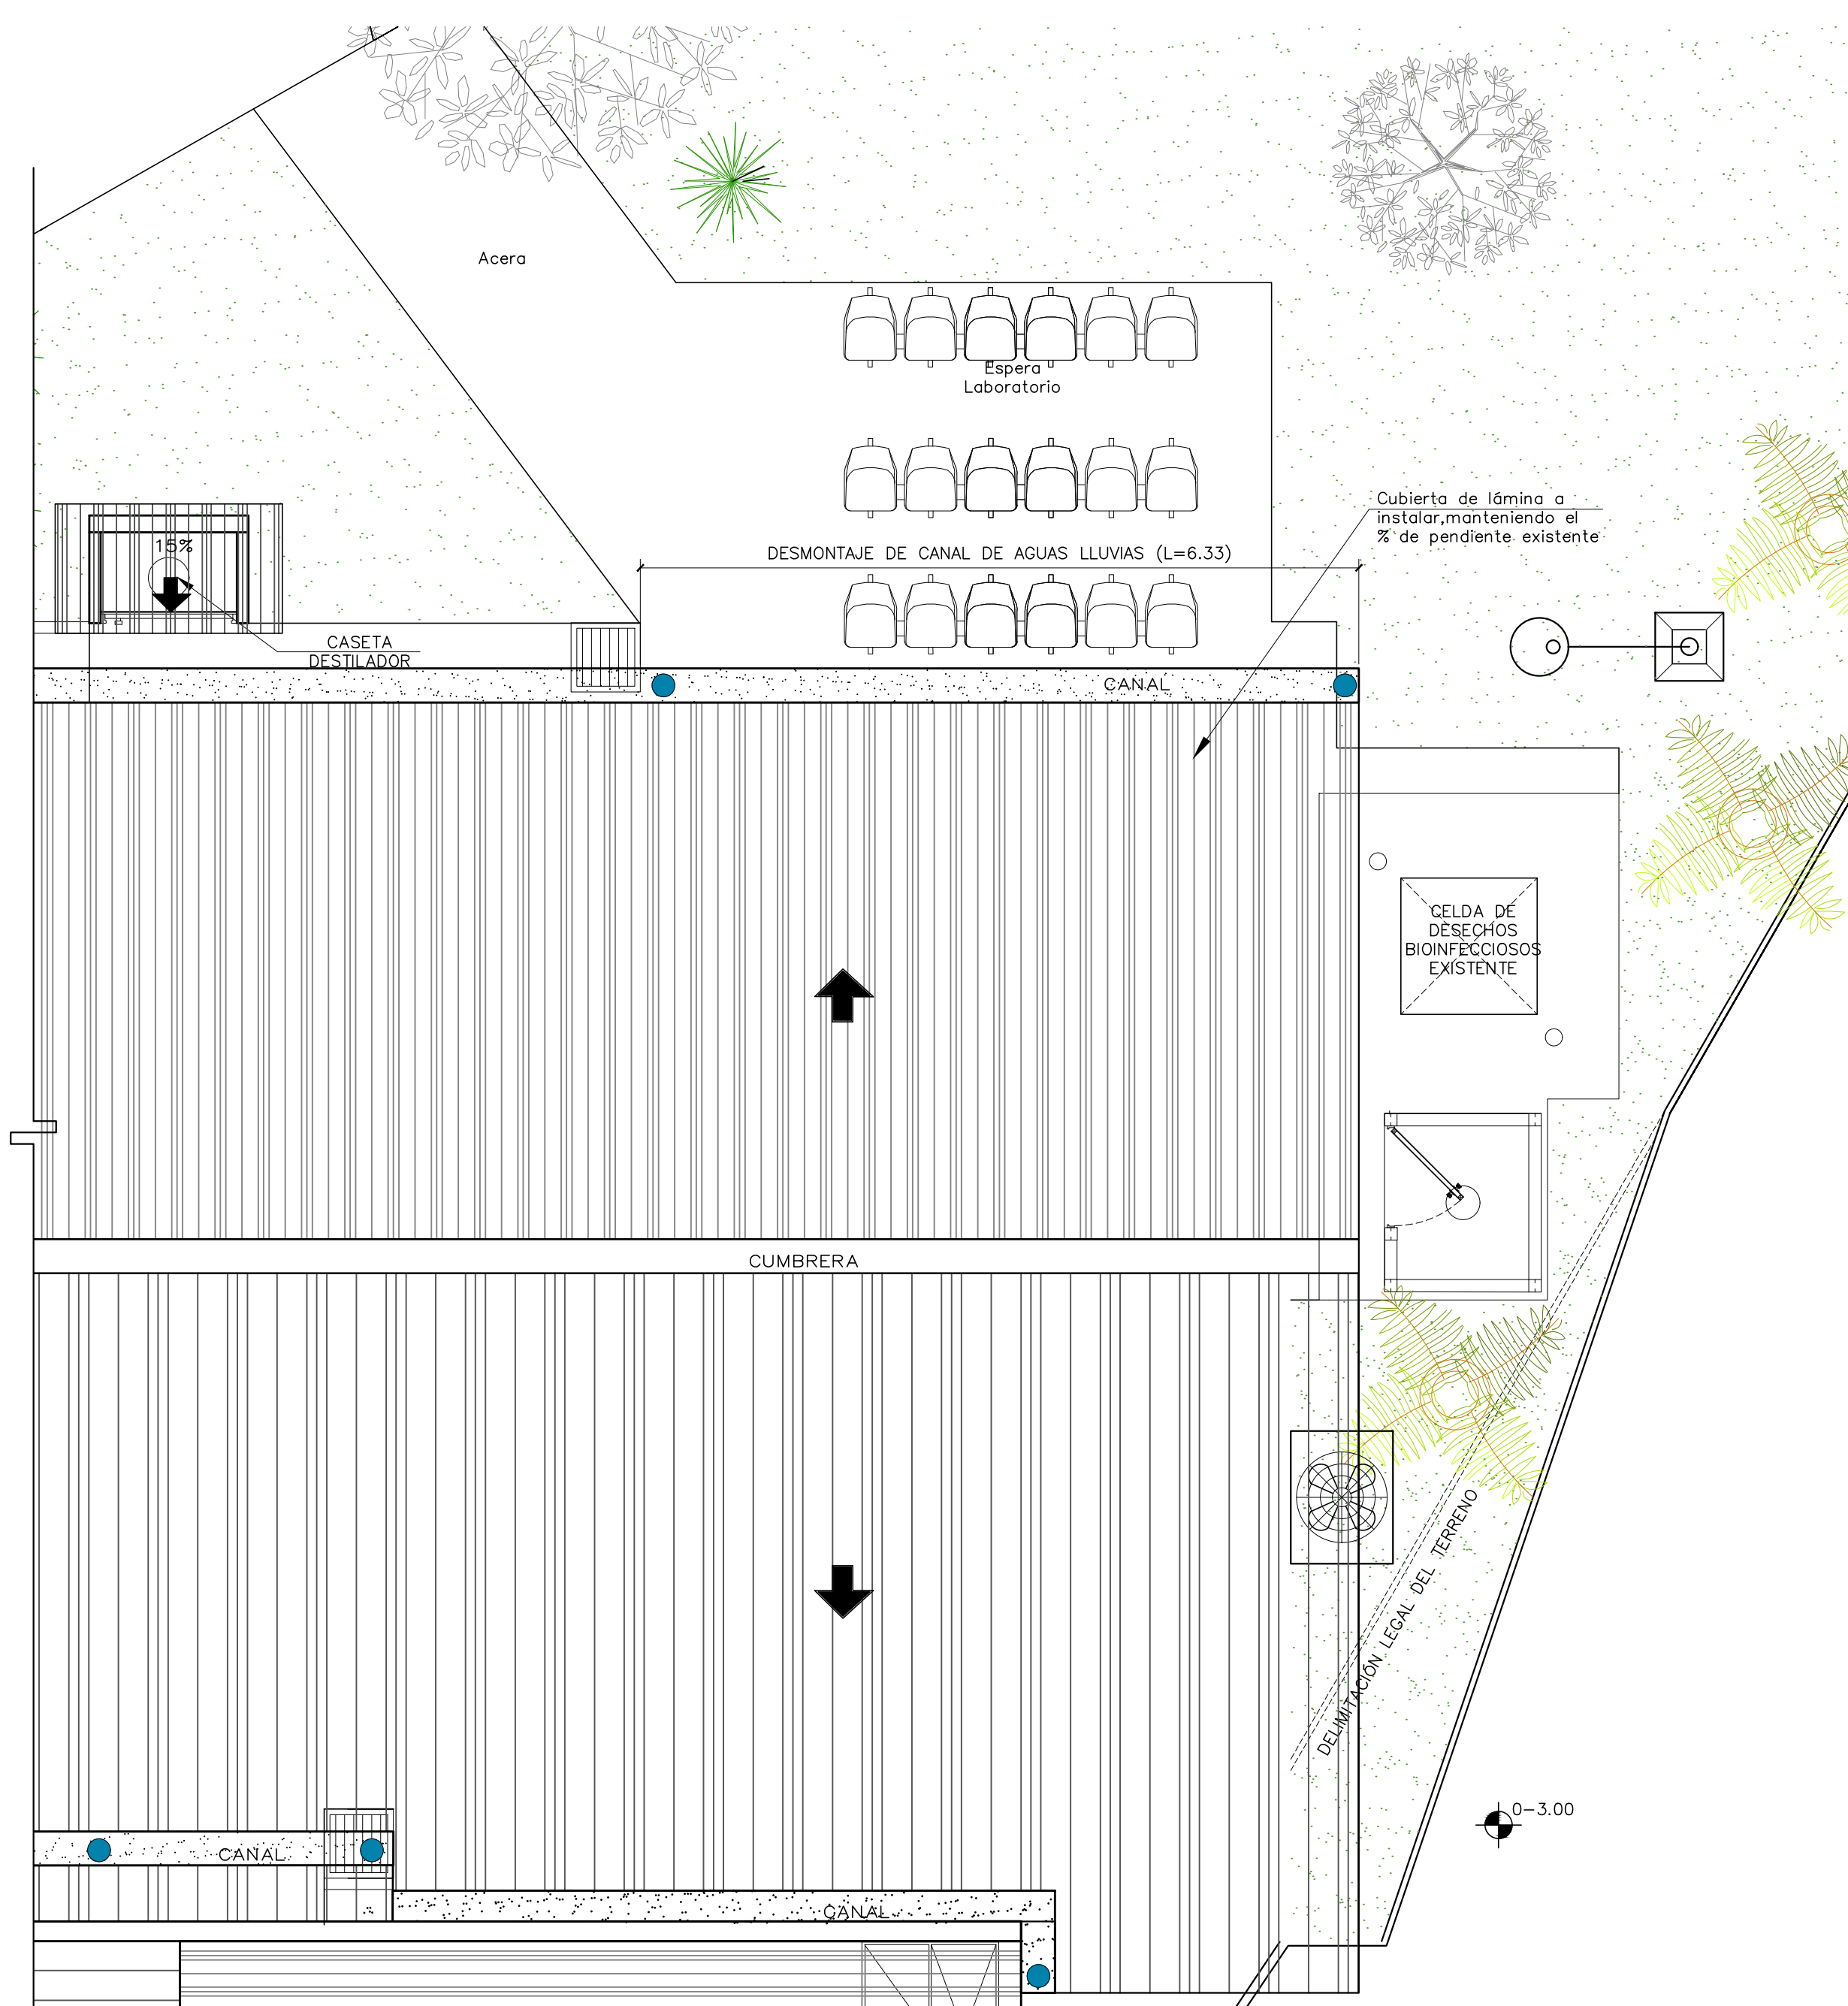 Acera
Espera
Laboratorio
Cubierta de lámina a
instalar,manteniendo el
% de pendiente existente
15%
DESMONTAJE DE CANAL DE AGUAS LLUVIAS (L=6.33)
CASETA
DESTILADOR
CANAL
CELDA DE
DESECHOS
BIOINFECCIOSOS
EXISTENTE
CUMBRERA
DELIMITACIÓN LEGAL DEL TERRENO
0-3.00
CANAL
CANAL